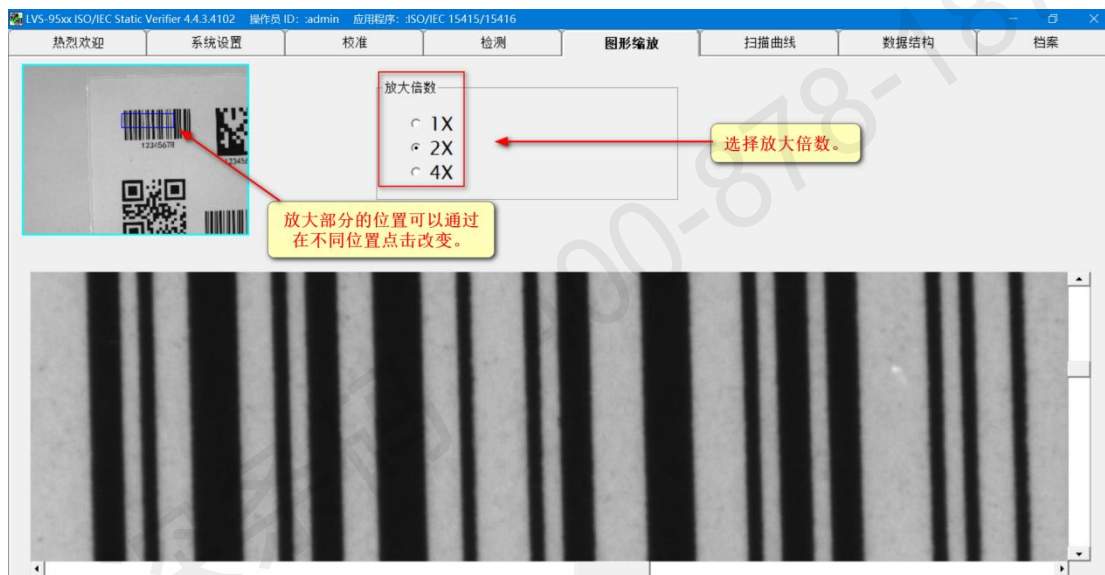 LVS-95xx ISO/IEC Static Verifier 4.4.3.4102 操作员 ID: :admin 应用程序: :ISO/IEC 15415/15416
热烈欢迎 系统设置 校准 检测 图形缩放 扫描曲线 数据结构 档案
放大倍数
1X
2X
4X
选择放大倍数。
12345678
放大部分的位置可以通过
在不同位置点击改变。